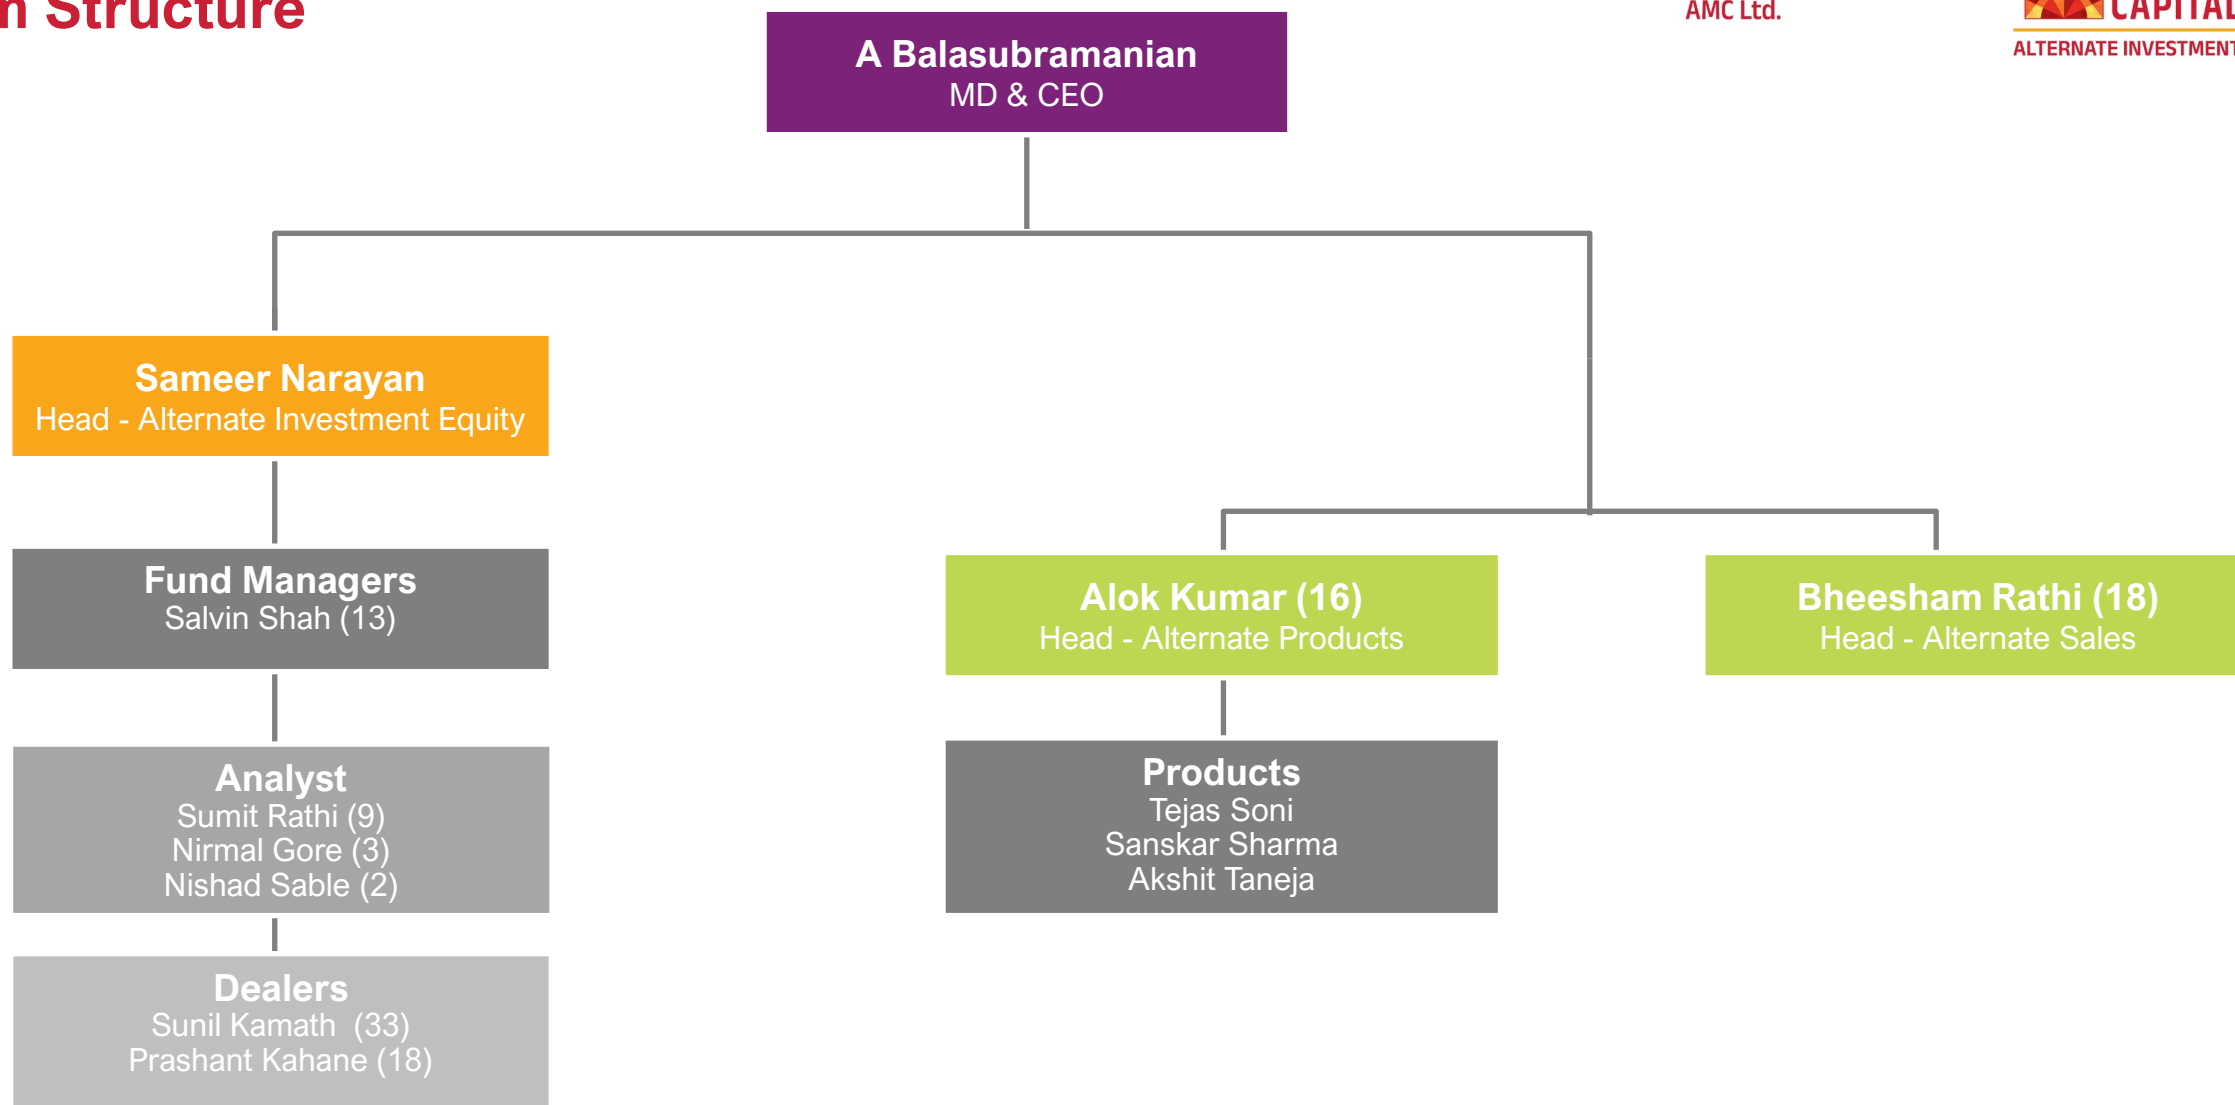 n Structure
AMC Ltd.
CAPITAL
ALTERNATE INVESTMENT
A Balasubramanian
MD & CEO
Sameer Narayan
Head - Alternate Investment Equity
Fund Managers
Salvin Shah (13)
Analyst
Sumit Rathi (9)
Nirmal Gore (3)
Nishad Sable (2)
Dealers
Sunil Kamath  (33)
Prashant Kahane (18)
Alok Kumar (16)
Head - Alternate Products
Products
Tejas Soni
Sanskar Sharma
Akshit Taneja
Bheesham Rathi (18)
Head - Alternate Sales